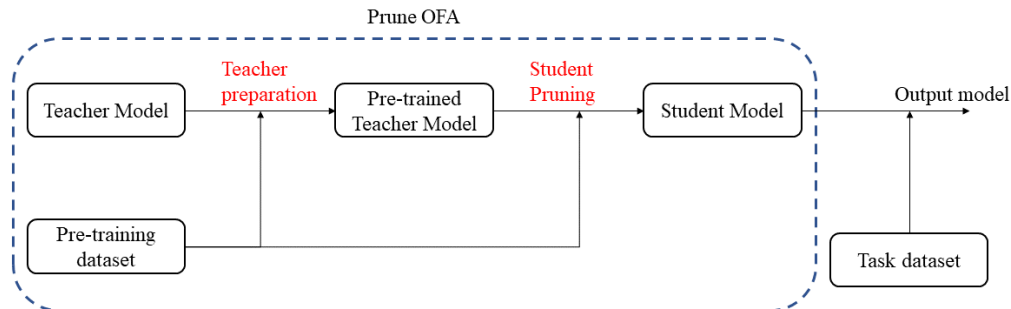 Prune OFA
Teacher
preparation
Student
Pruning
Teacher Model
Pre-trained
Teacher Model
Student Model
Output model
Pre-training
dataset
Task dataset